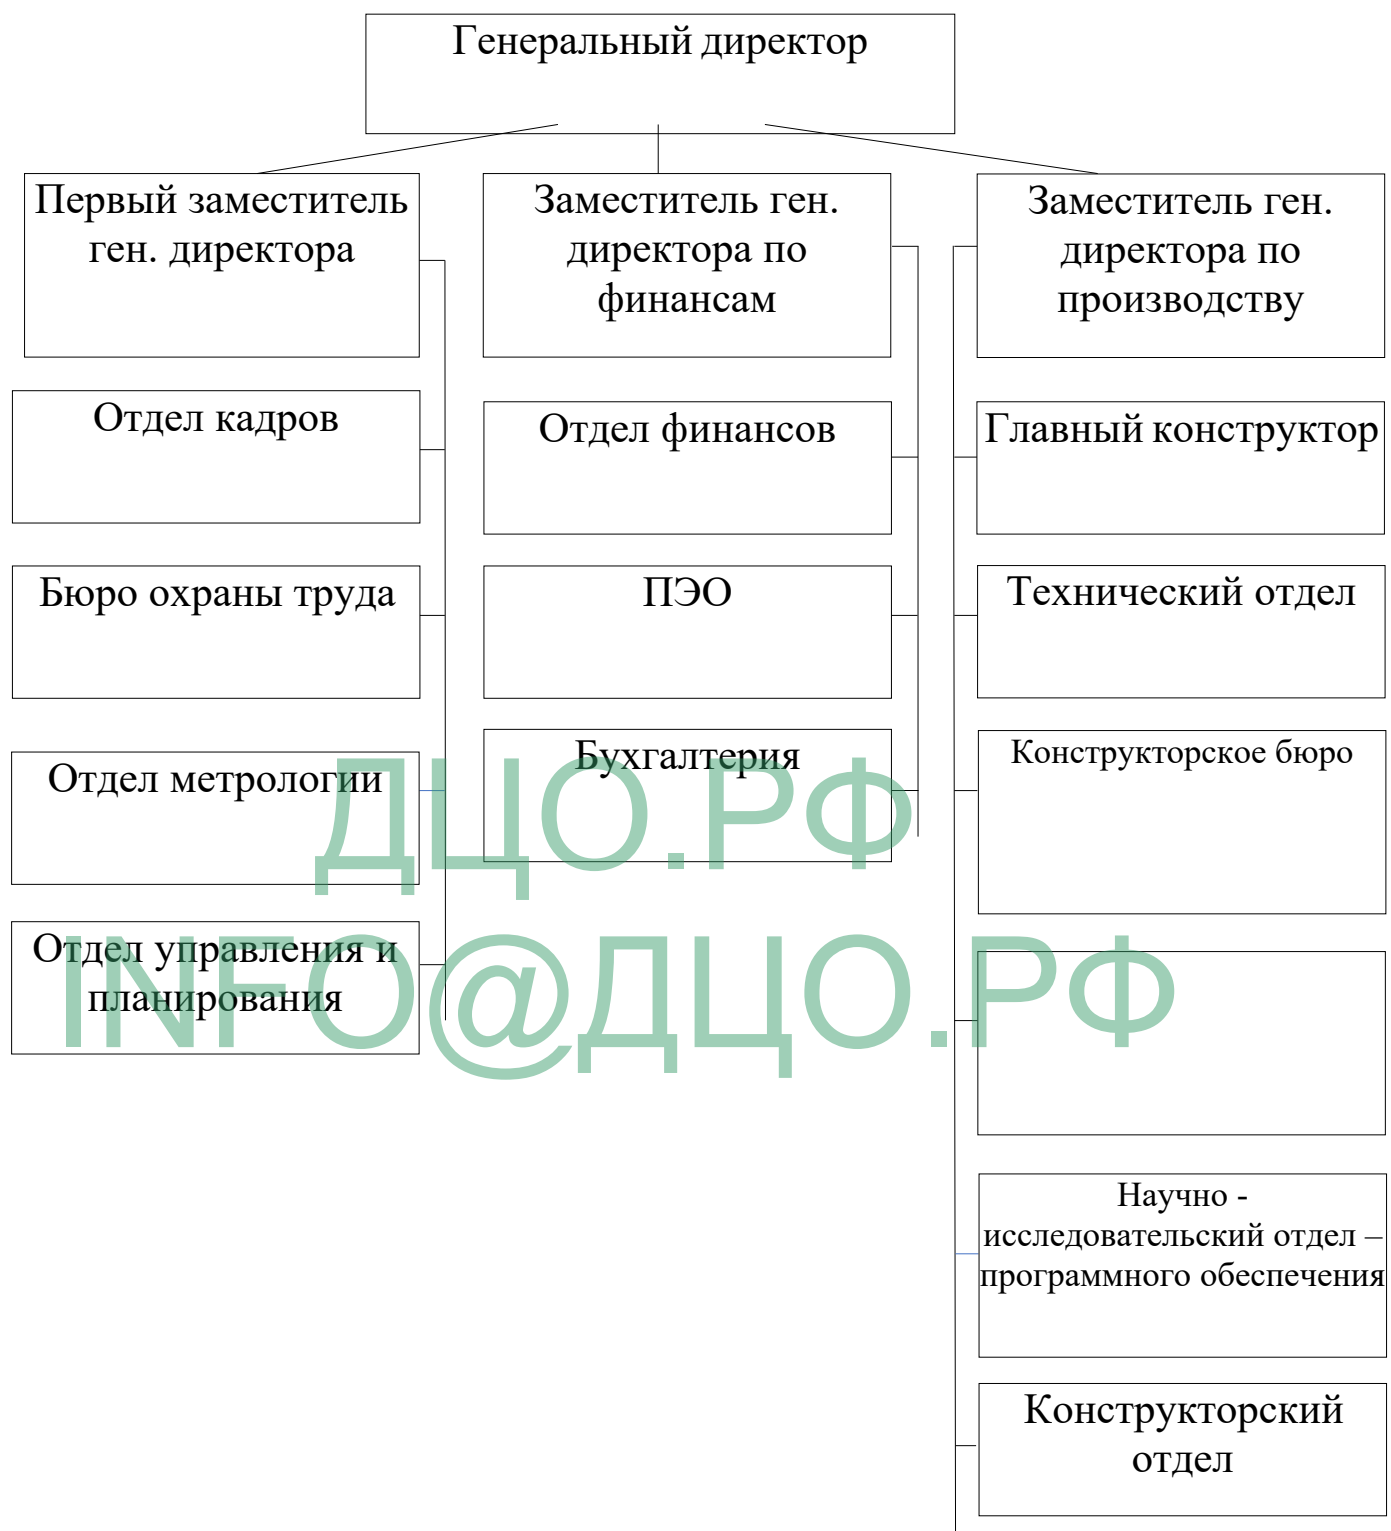 Генеральный директор
Первый заместитель
ген. директора
Заместитель ген.
директора по
финансам
Заместитель ген.
директора по
производству
Отдел кадров
Отдел финансов
Главный конструктор
Бюро охраны труда
ПЭО
Технический отдел
Отдел метрологии
Бухгалтерия
Конструкторское бюро
ДЦО.РФ
Отдел управления и
планирования
INFO@ДЦО.РФ
Научно -
исследовательский отдел –
программного обеспечения
Конструкторский
отдел